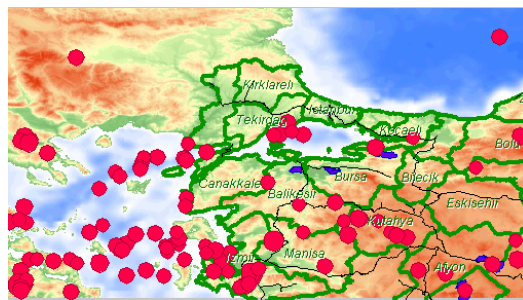 Kirklareli
Istanbul
Tekirdag
Kocaeli
Bolu
Canakkale
Bursa
Bilecik
Balikesir
Eskisehir
Kutahya
Izmir
Manisa
Afyon